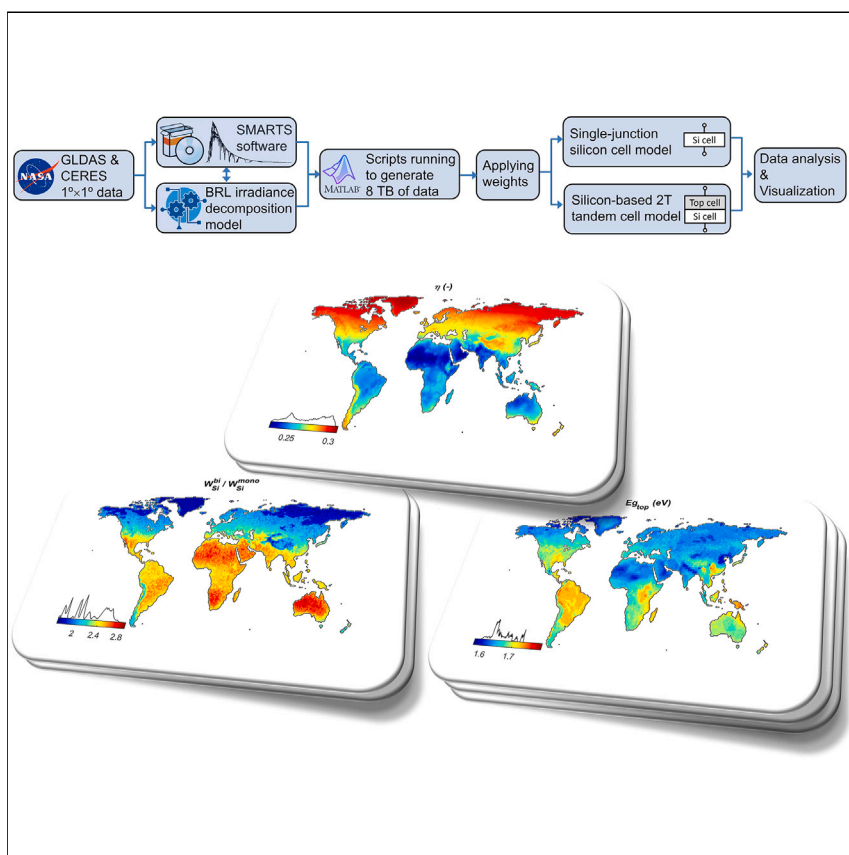 NASA
GLDAS &
CERES
1º×1º data
SMARTS
software
BRL irradiance
decomposition
model
MATLAB
Scripts running
to generate
8 TB of data
Applying
weights
Single-junction
silicon cell model
Si cell
Silicon-based 2T
tandem cell model
Top cell
Si cell
Data analysis
&
Visualization
η (-)
0.25 0.3
W_Si^bi / W_Si^mono
2 2.4 2.8
Eg_top (eV)
1.6 1.7